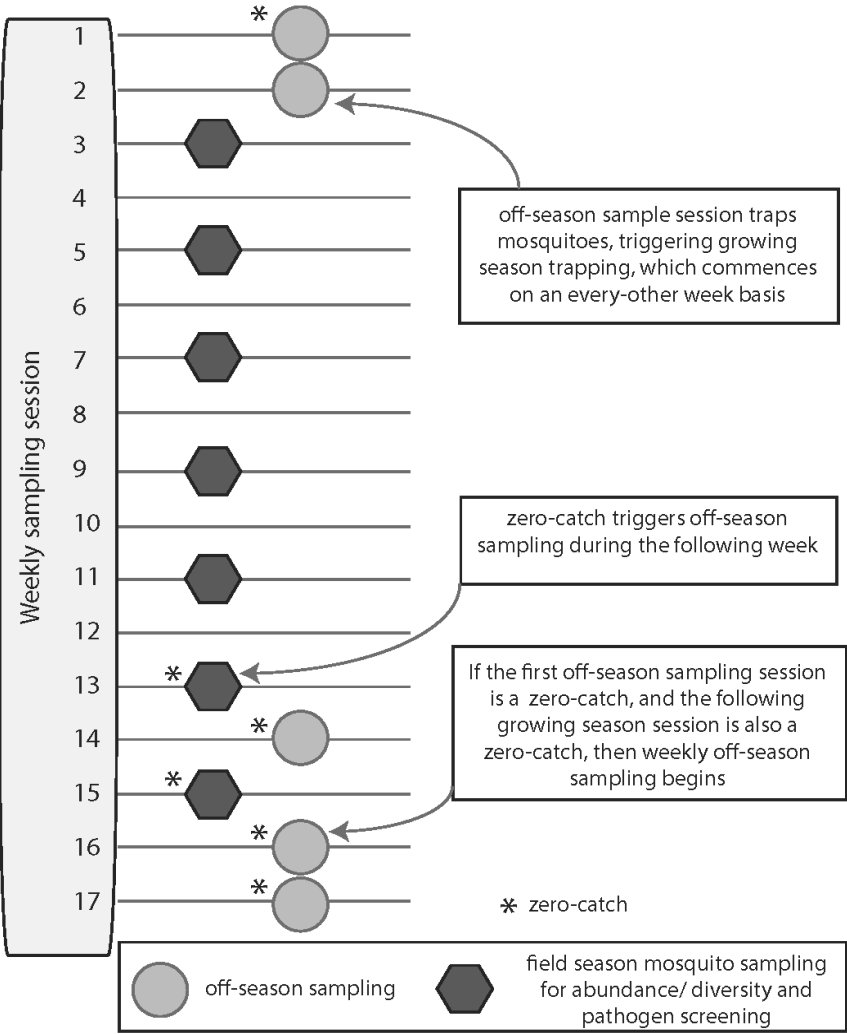 Weekly sampling session
1 *
2
3
4
5
6
7
8
9
10
11
12
13 *
14 *
15 *
16 *
17 *
off-season sample session traps
mosquitoes, triggering growing
season trapping, which commences
on an every-other week basis
zero-catch triggers off-season
sampling during the following week
If the first off-season sampling session
is a zero-catch, and the following
growing season session is also a
zero-catch, then weekly off-season
sampling begins
* zero-catch
off-season sampling
field season mosquito sampling
for abundance/ diversity and
pathogen screening